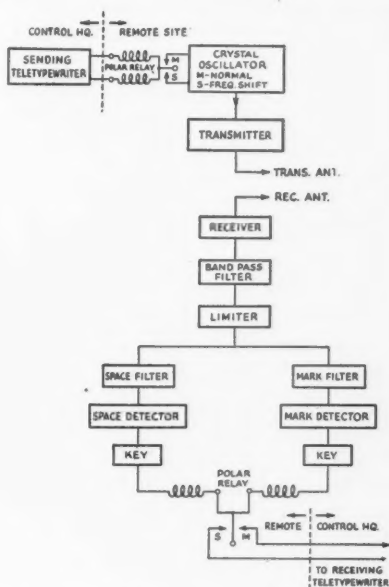 CONTROL HQ.
REMOTE SITE
SENDING
TELETYPEWRITER
POLAR RELAY
M
S
CRYSTAL
OSCILLATOR
M-NORMAL
S-FREQ. SHIFT
TRANSMITTER
TRANS. ANT.
REC. ANT.
RECEIVER
BAND PASS
FILTER
LIMITER
SPACE FILTER
MARK FILTER
SPACE DETECTOR
MARK DETECTOR
KEY
KEY
POLAR
RELAY
S
M
REMOTE
CONTROL HQ.
TO RECEIVING
TELETYPEWRITER